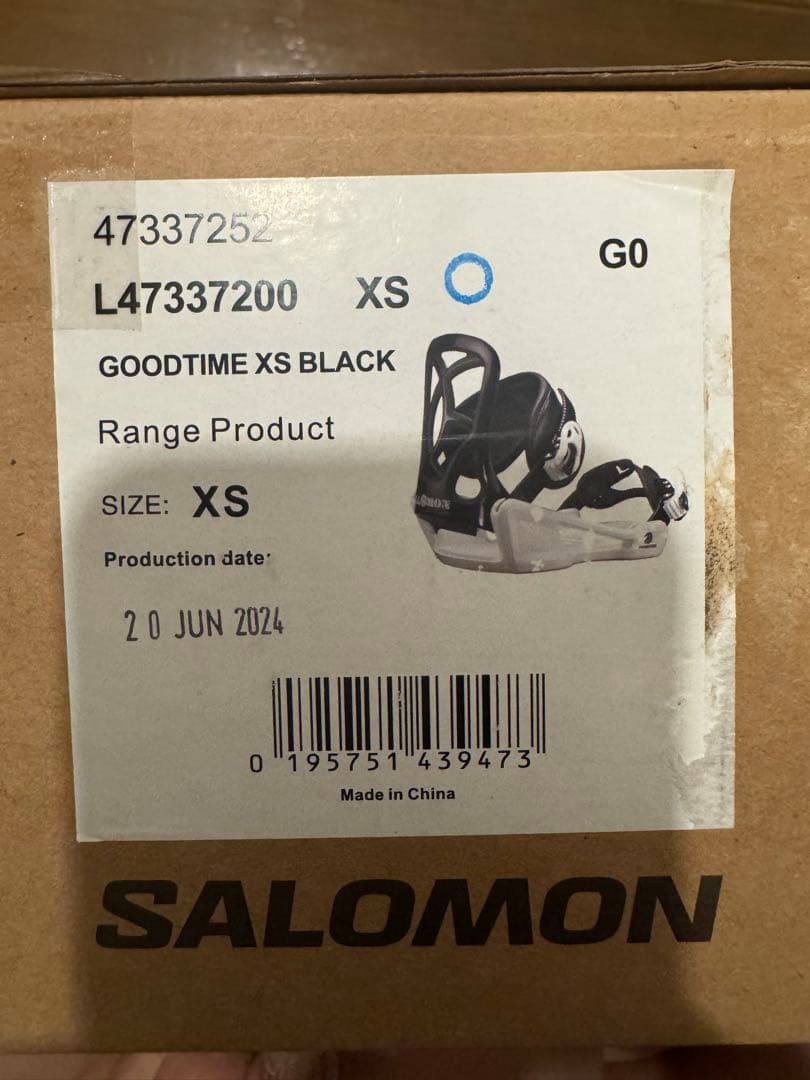 47337252
G0
L47337200 XS
GOODTIME XS BLACK
Range Product
SIZE: XS
Production date:
20 JUN 2024
0 195751 439473
Made in China
SALOMON